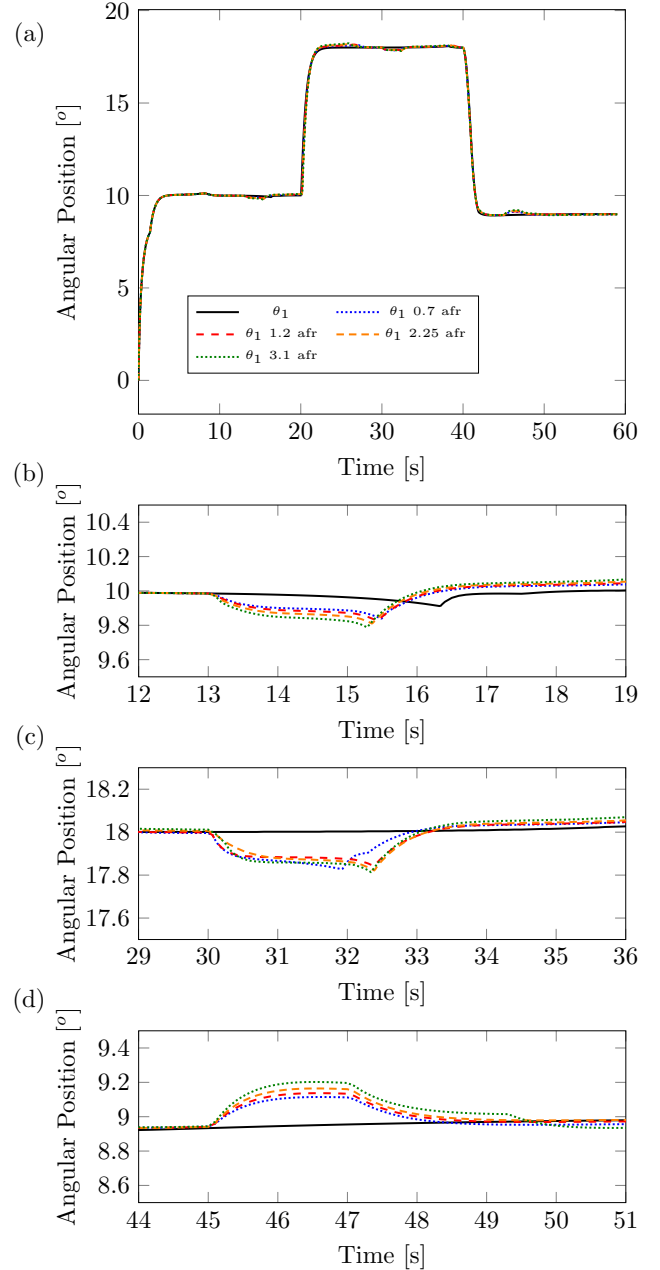 (a)
20
15
10
5
0
Angular Position [°]
θ1
θ1 0.7 afr
θ1 1.2 afr
θ1 2.25 afr
θ1 3.1 afr
0 10 20 30 40 50 60
Time [s]
(b)
10.4
10.2
10
9.8
9.6
Angular Position [°]
12 13 14 15 16 17 18 19
Time [s]
(c)
18.2
18
17.8
17.6
Angular Position [°]
29 30 31 32 33 34 35 36
Time [s]
(d)
9.4
9.2
9
8.8
8.6
Angular Position [°]
44 45 46 47 48 49 50 51
Time [s]